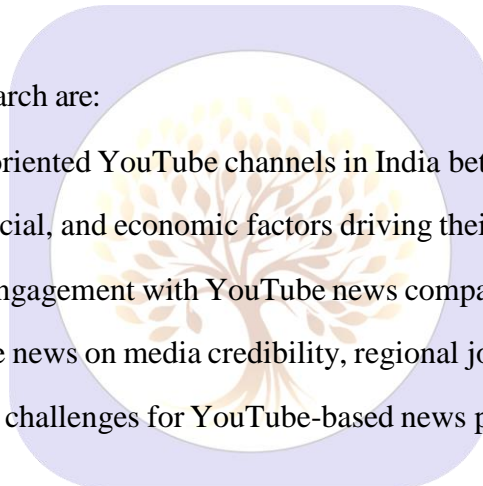 arch are:
oriented YouTube channels in India bet
cial, and economic factors driving thei
ngagement with YouTube news compa
e news on media credibility, regional jo
challenges for YouTube-based news p